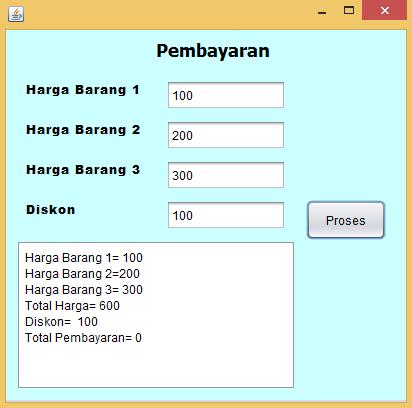 Pembayaran
Harga Barang 1 100
Harga Barang 2 200
Harga Barang 3 300
Diskon 100
Proses
Harga Barang 1= 100
Harga Barang 2=200
Harga Barang 3= 300
Total Harga= 600
Diskon=  100
Total Pembayaran= 0